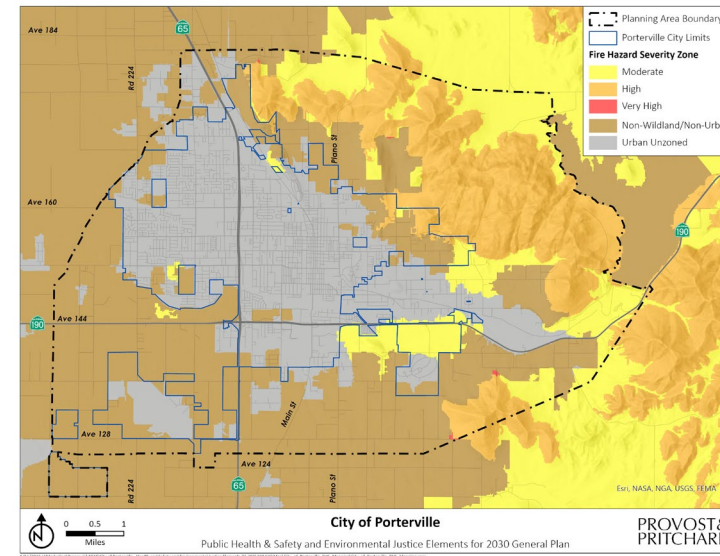 Planning Area Boundary
Porterville City Limits
Fire Hazard Severity Zone
Moderate
High
Very High
Non-Wildland/Non-Urb
Urban Unzoned
65
Ave 184
Rd 224
Plano St
Ave 160
190
190
Ave 144
Main St
Ave 128
Ave 124
Rd 224
65
Plano St
Esri, NASA, NGA, USGS, FEMA
N
0 0.5 1
Miles
City of Porterville
Public Health & Safety and Environmental Justice Elements for 2030 General Plan
PROVOST&
PRITCHARD